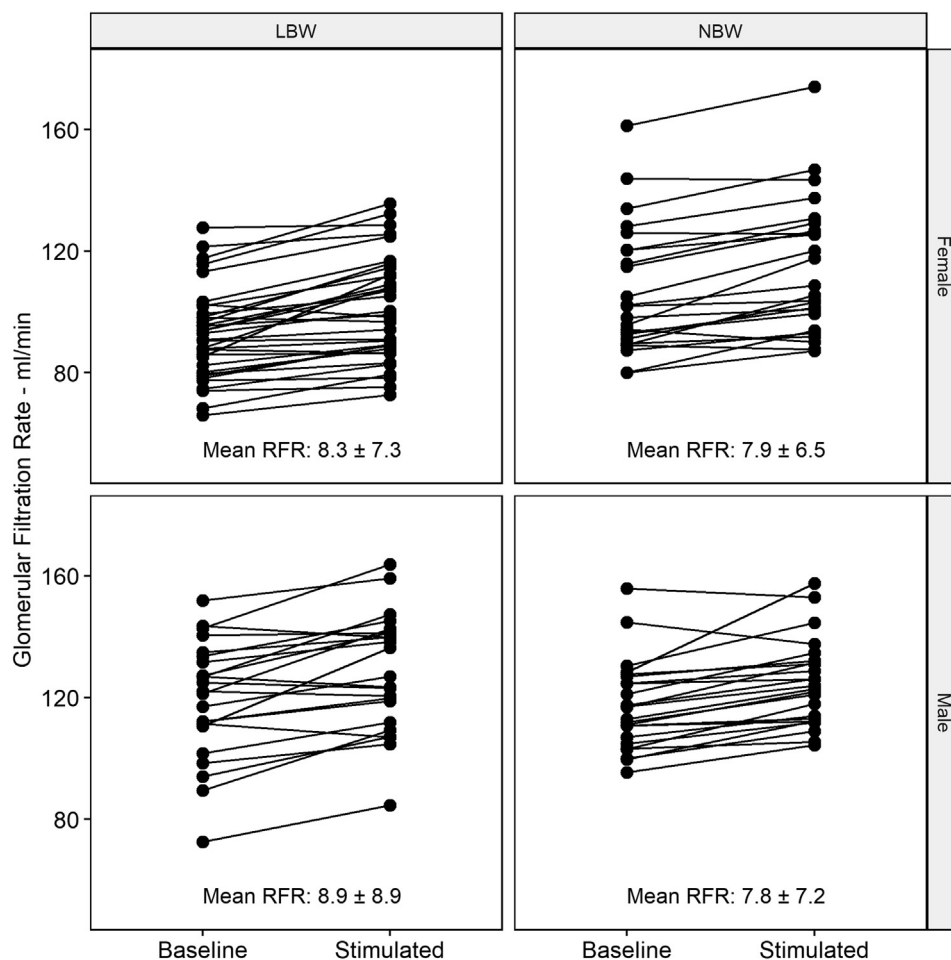 LBW
NBW
Glomerular Filtration Rate - ml/min
160
120
80
Mean RFR: 8.3 ± 7.3
Mean RFR: 7.9 ± 6.5
Female
160
120
80
Mean RFR: 8.9 ± 8.9
Mean RFR: 7.8 ± 7.2
Male
Baseline
Stimulated
Baseline
Stimulated